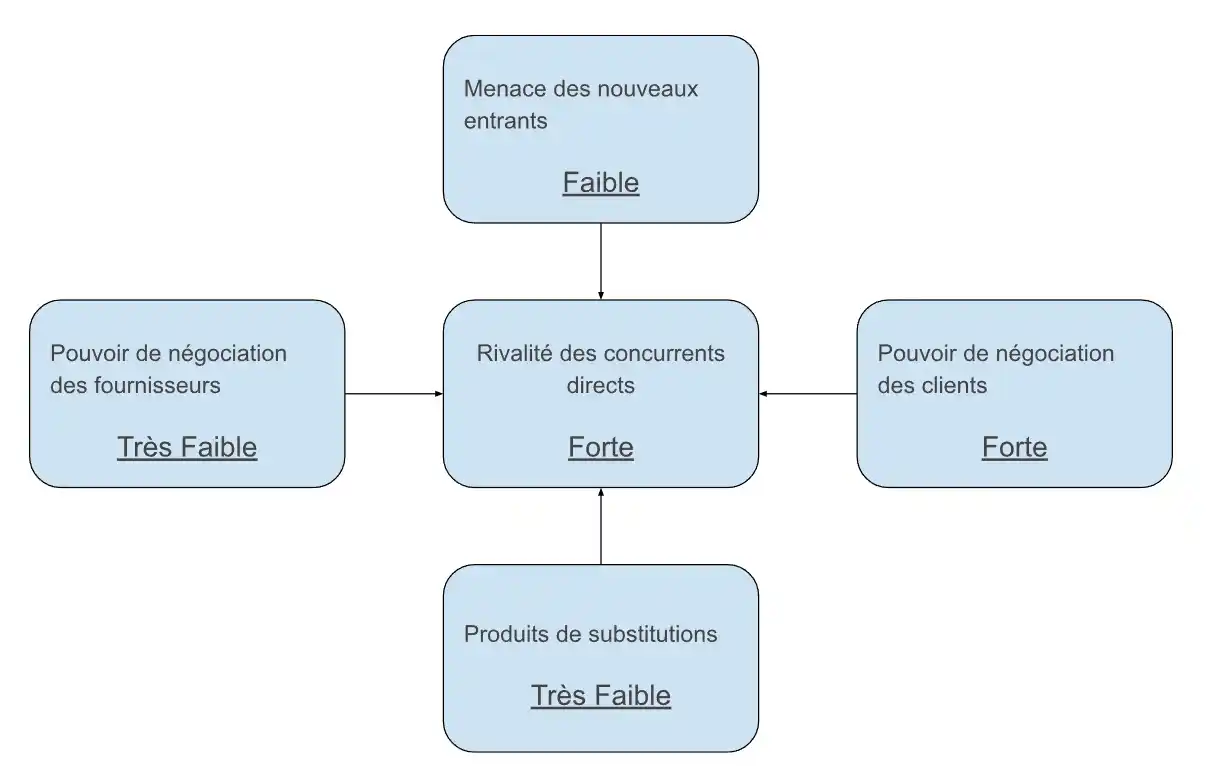 Menace des nouveaux
entrants
Faible
Pouvoir de négociation
des fournisseurs
Très Faible
Rivalité des concurrents
directs
Forte
Pouvoir de négociation
des clients
Forte
Produits de substitutions
Très Faible